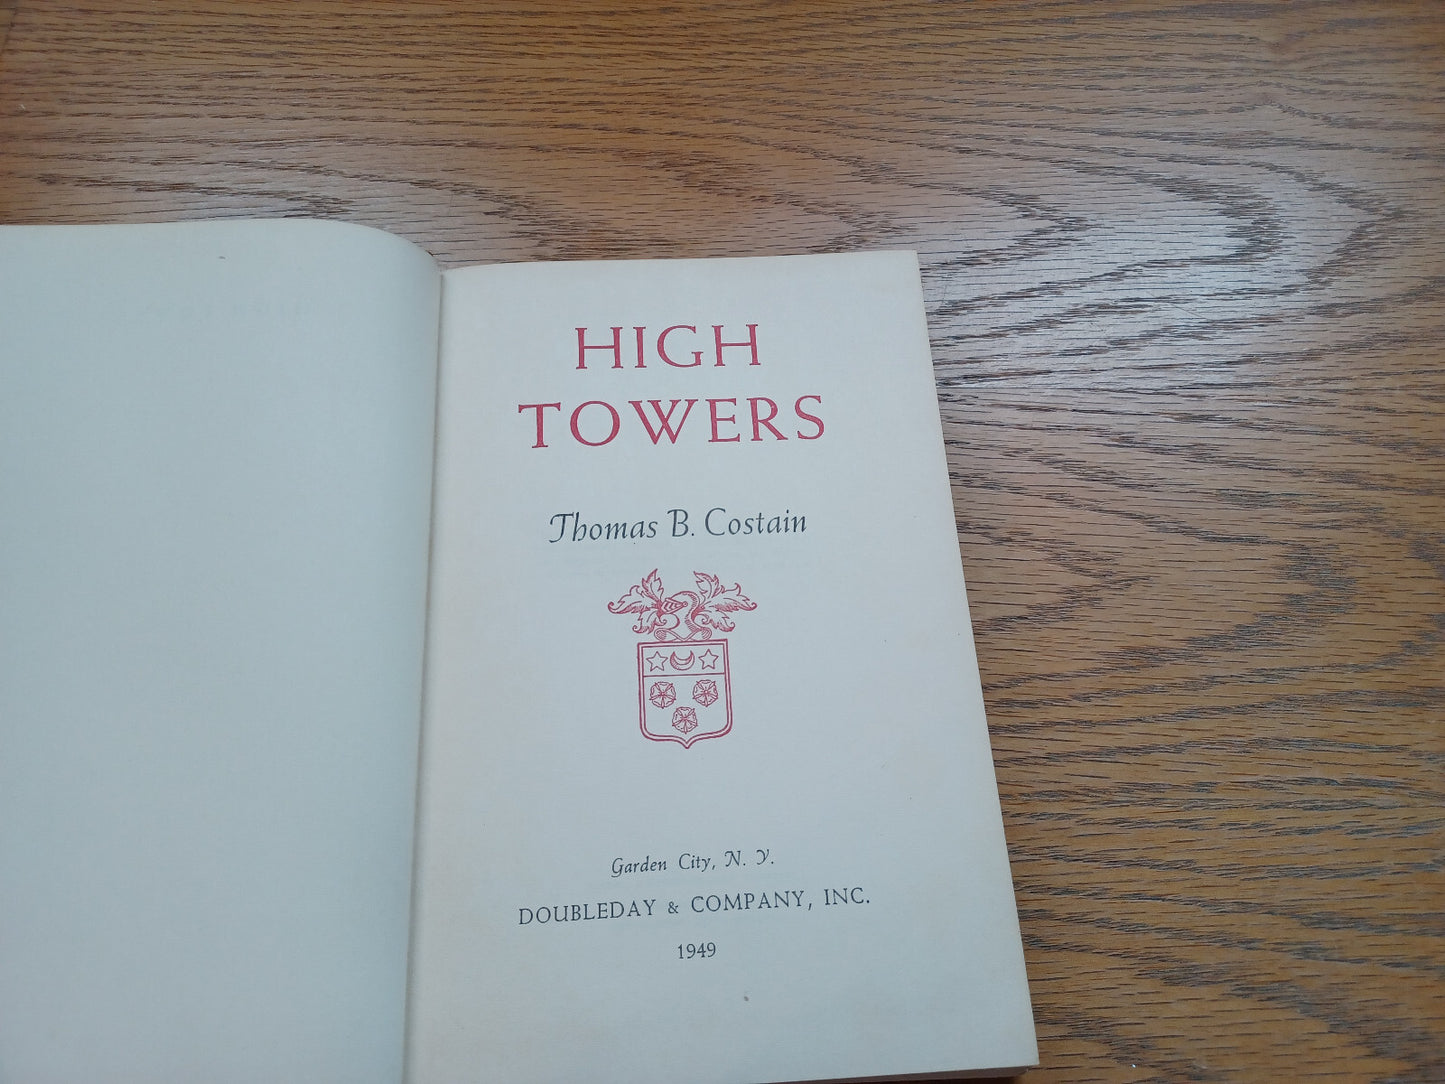 HIGH
TOWERS
Thomas B. Costain
Garden City, N. Y.
DOUBLEDAY & COMPANY, INC.
1949